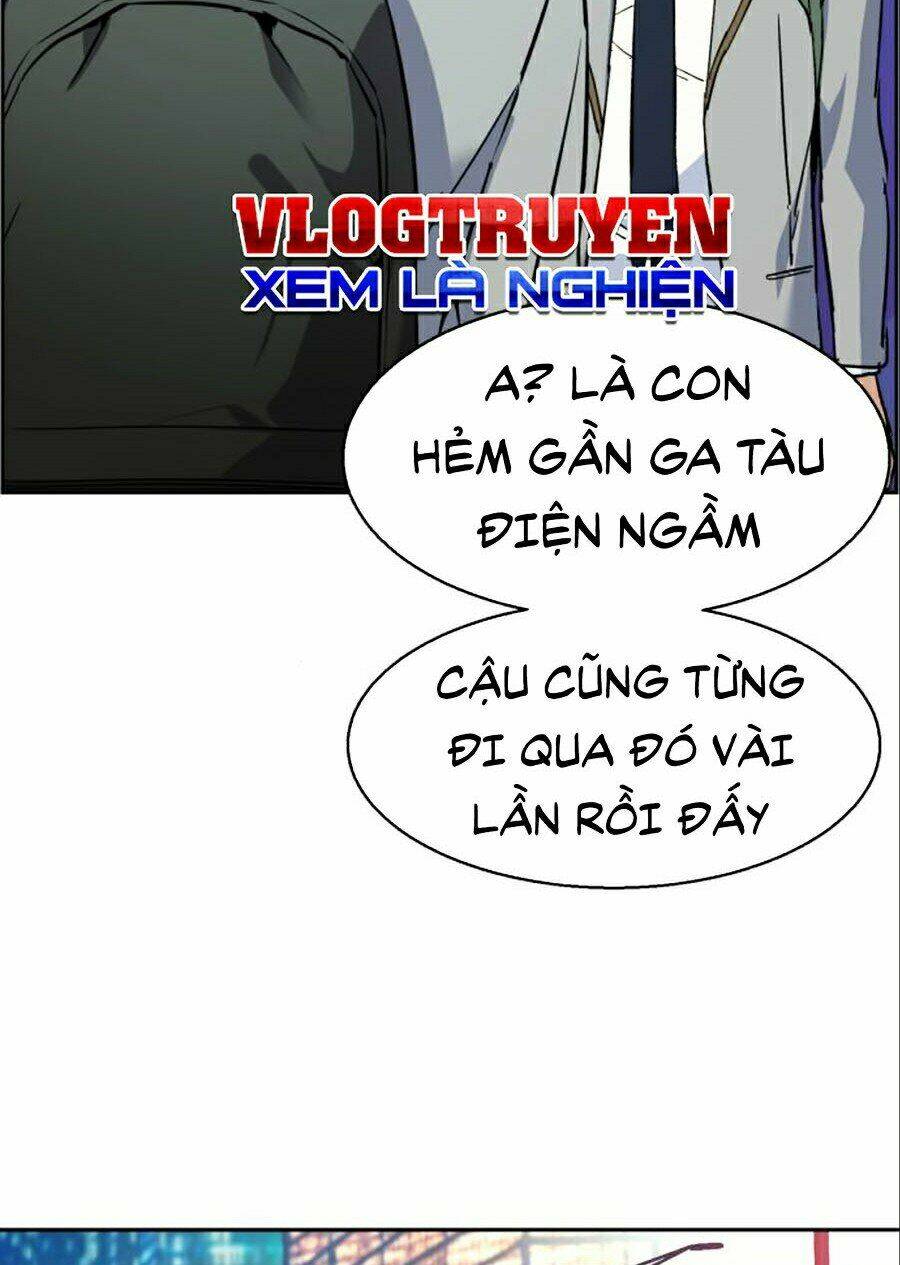 VLOGTRUYEN
XEM LÀ NGHIỆN
A? LÀ CON
HẺM GẦN GA TÀU
ĐIỆN NGẦM
CẬU CŨNG TỪNG
ĐI QUA ĐÓ VÀI
LẦN RỒI ĐẤY